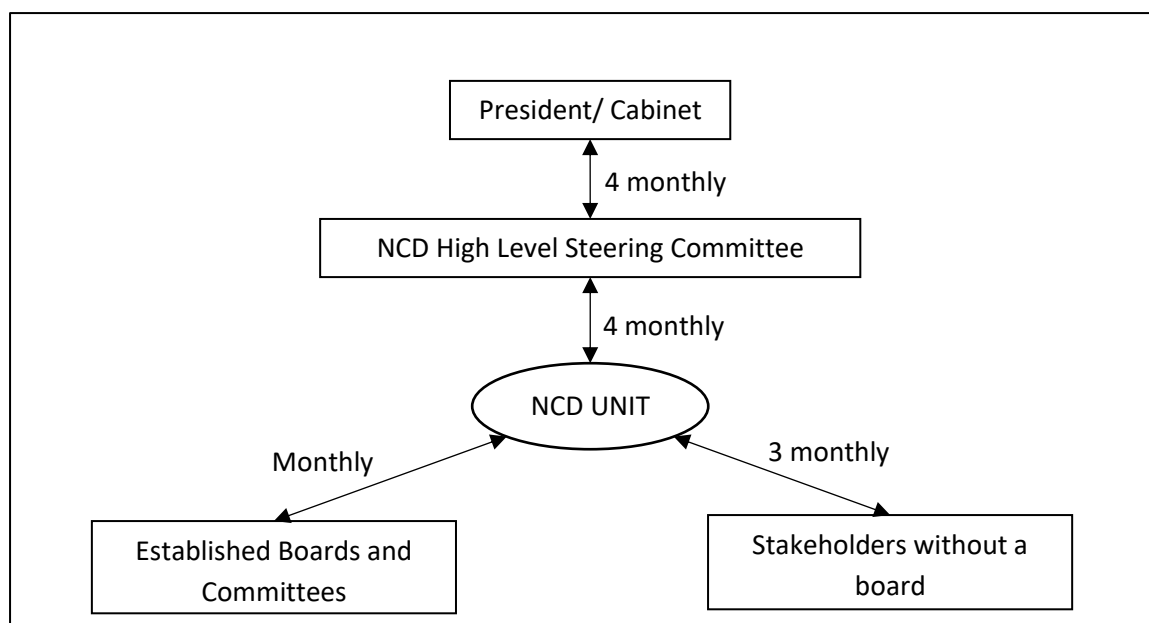 President/ Cabinet
4 monthly
NCD High Level Steering Committee
4 monthly
NCD UNIT
Monthly
3 monthly
Established Boards and
Committees
Stakeholders without a
board